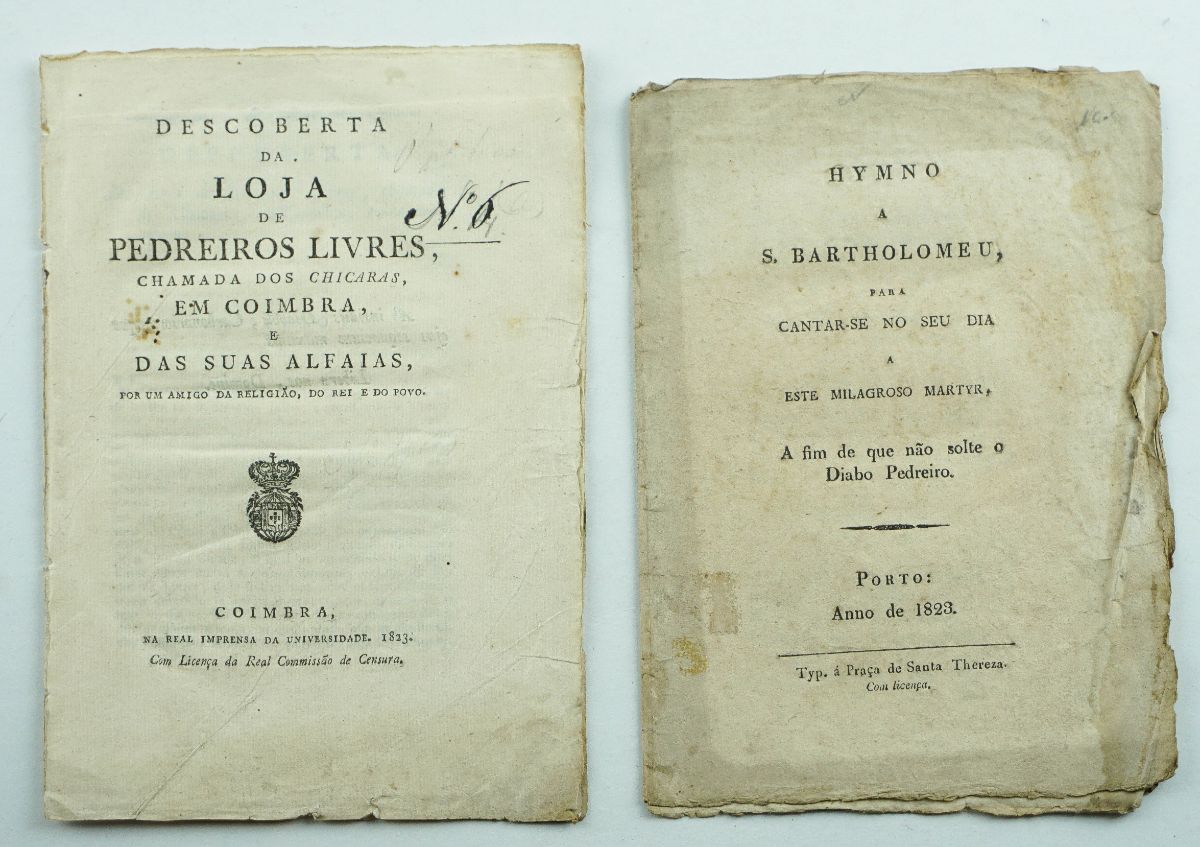 DESCOBERTA
DA
LOJA
DE
PEDREIROS LIVRES,
Nº 6
CHAMADA DOS CHICARAS,
EM COIMBRA,
E
DAS SUAS ALFAIAS,
POR UM AMIGO DA RELIGIÃO, DO REI E DO POVO.
COIMBRA,
NA REAL IMPRENSA DA UNIVERSIDADE. 1823.
Com Licença da Real Commissão de Censura.
HYMNO
A
S. BARTHOLOMEU,
PARA
CANTAR-SE NO SEU DIA
A
ESTE MILAGROSO MARTYR,
A fim de que não solte o
Diabo Pedreiro.
PORTO:
Anno de 1823.
Typ. á Praça de Santa Thereza.
Com licença.